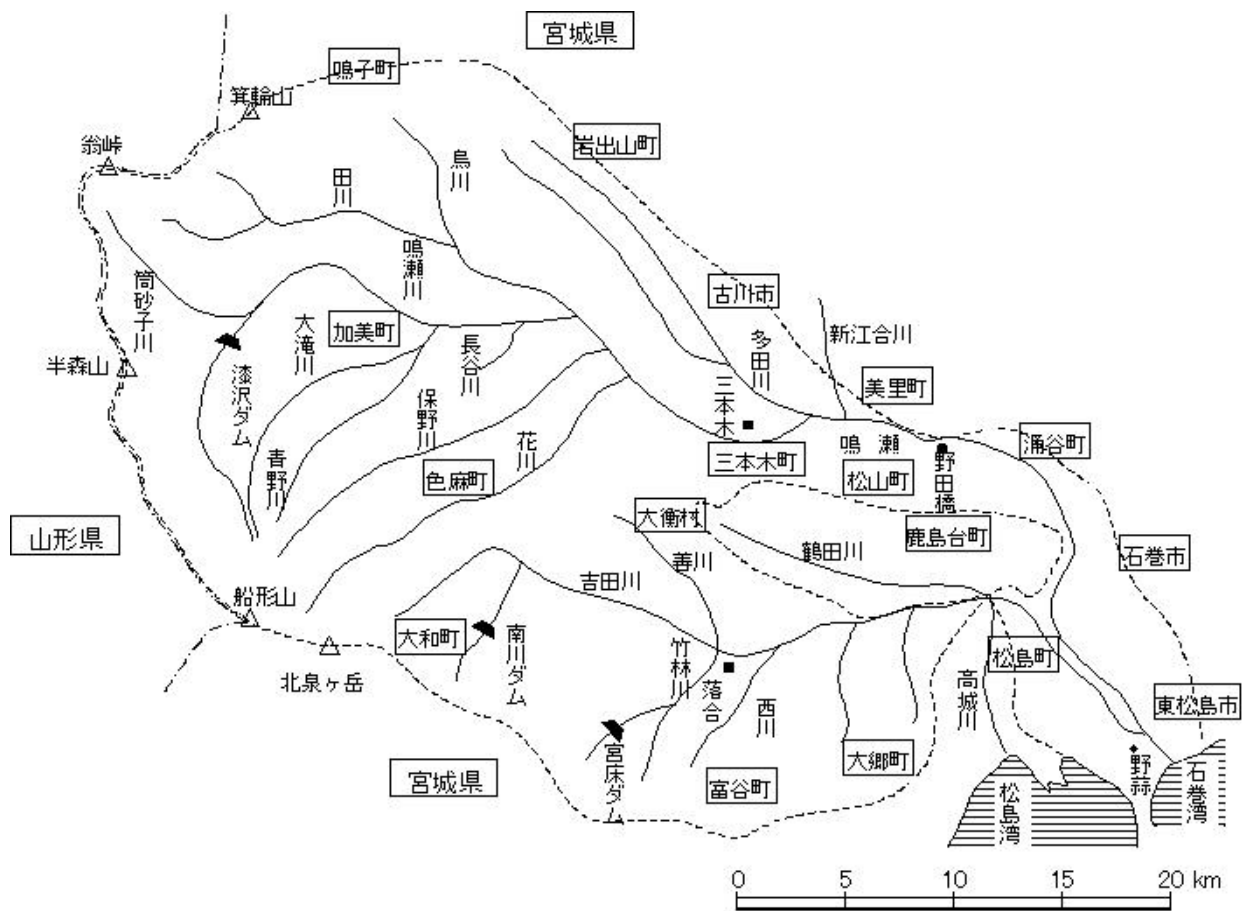 宮城県
鳴子町
箕輪山
翁峠
岩出山町
田川
鳥川
鳴瀬川
筒砂子川
古川市
大滝川
加美町
長谷川
多田川
新江合川
半森山
漆沢ダム
保野川
三本木
美里町
花川
鳴瀬
涌谷町
青野川
色麻町
三本木町
松山町
野田橋
大衡村
鹿島台町
山形県
善川
鶴田川
石巻市
船形山
吉田川
大和町
南川ダム
竹林川
松島町
北泉ヶ岳
落合
高城川
西川
東松島市
宮城県
宮床ダム
富谷町
大郷町
野蒜
石巻湾
松島湾
0 5 10 15 20 km